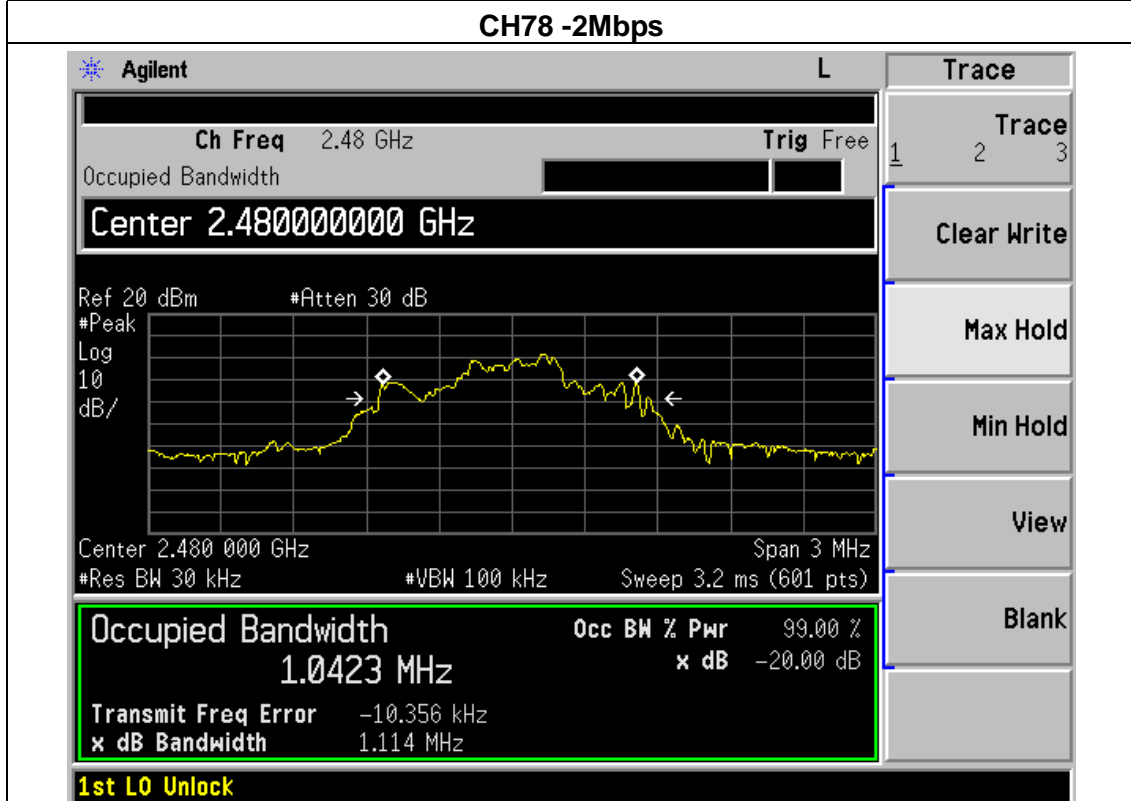 CH78 -2Mbps
Agilent L Trace
Ch Freq 2.48 GHz Trig Free
Occupied Bandwidth
Center 2.480000000 GHz
Ref 20 dBm #Atten 30 dB
#Peak
Log
10
dB/
Center 2.480 000 GHz Span 3 MHz
#Res BW 30 kHz #VBW 100 kHz Sweep 3.2 ms (601 pts)
Occupied Bandwidth Occ BW % Pwr 99.00 %
1.0423 MHz x dB -20.00 dB
Transmit Freq Error -10.356 kHz
x dB Bandwidth 1.114 MHz
1st LO Unlock
Trace
1 2 3
Clear Write
Max Hold
Min Hold
View
Blank